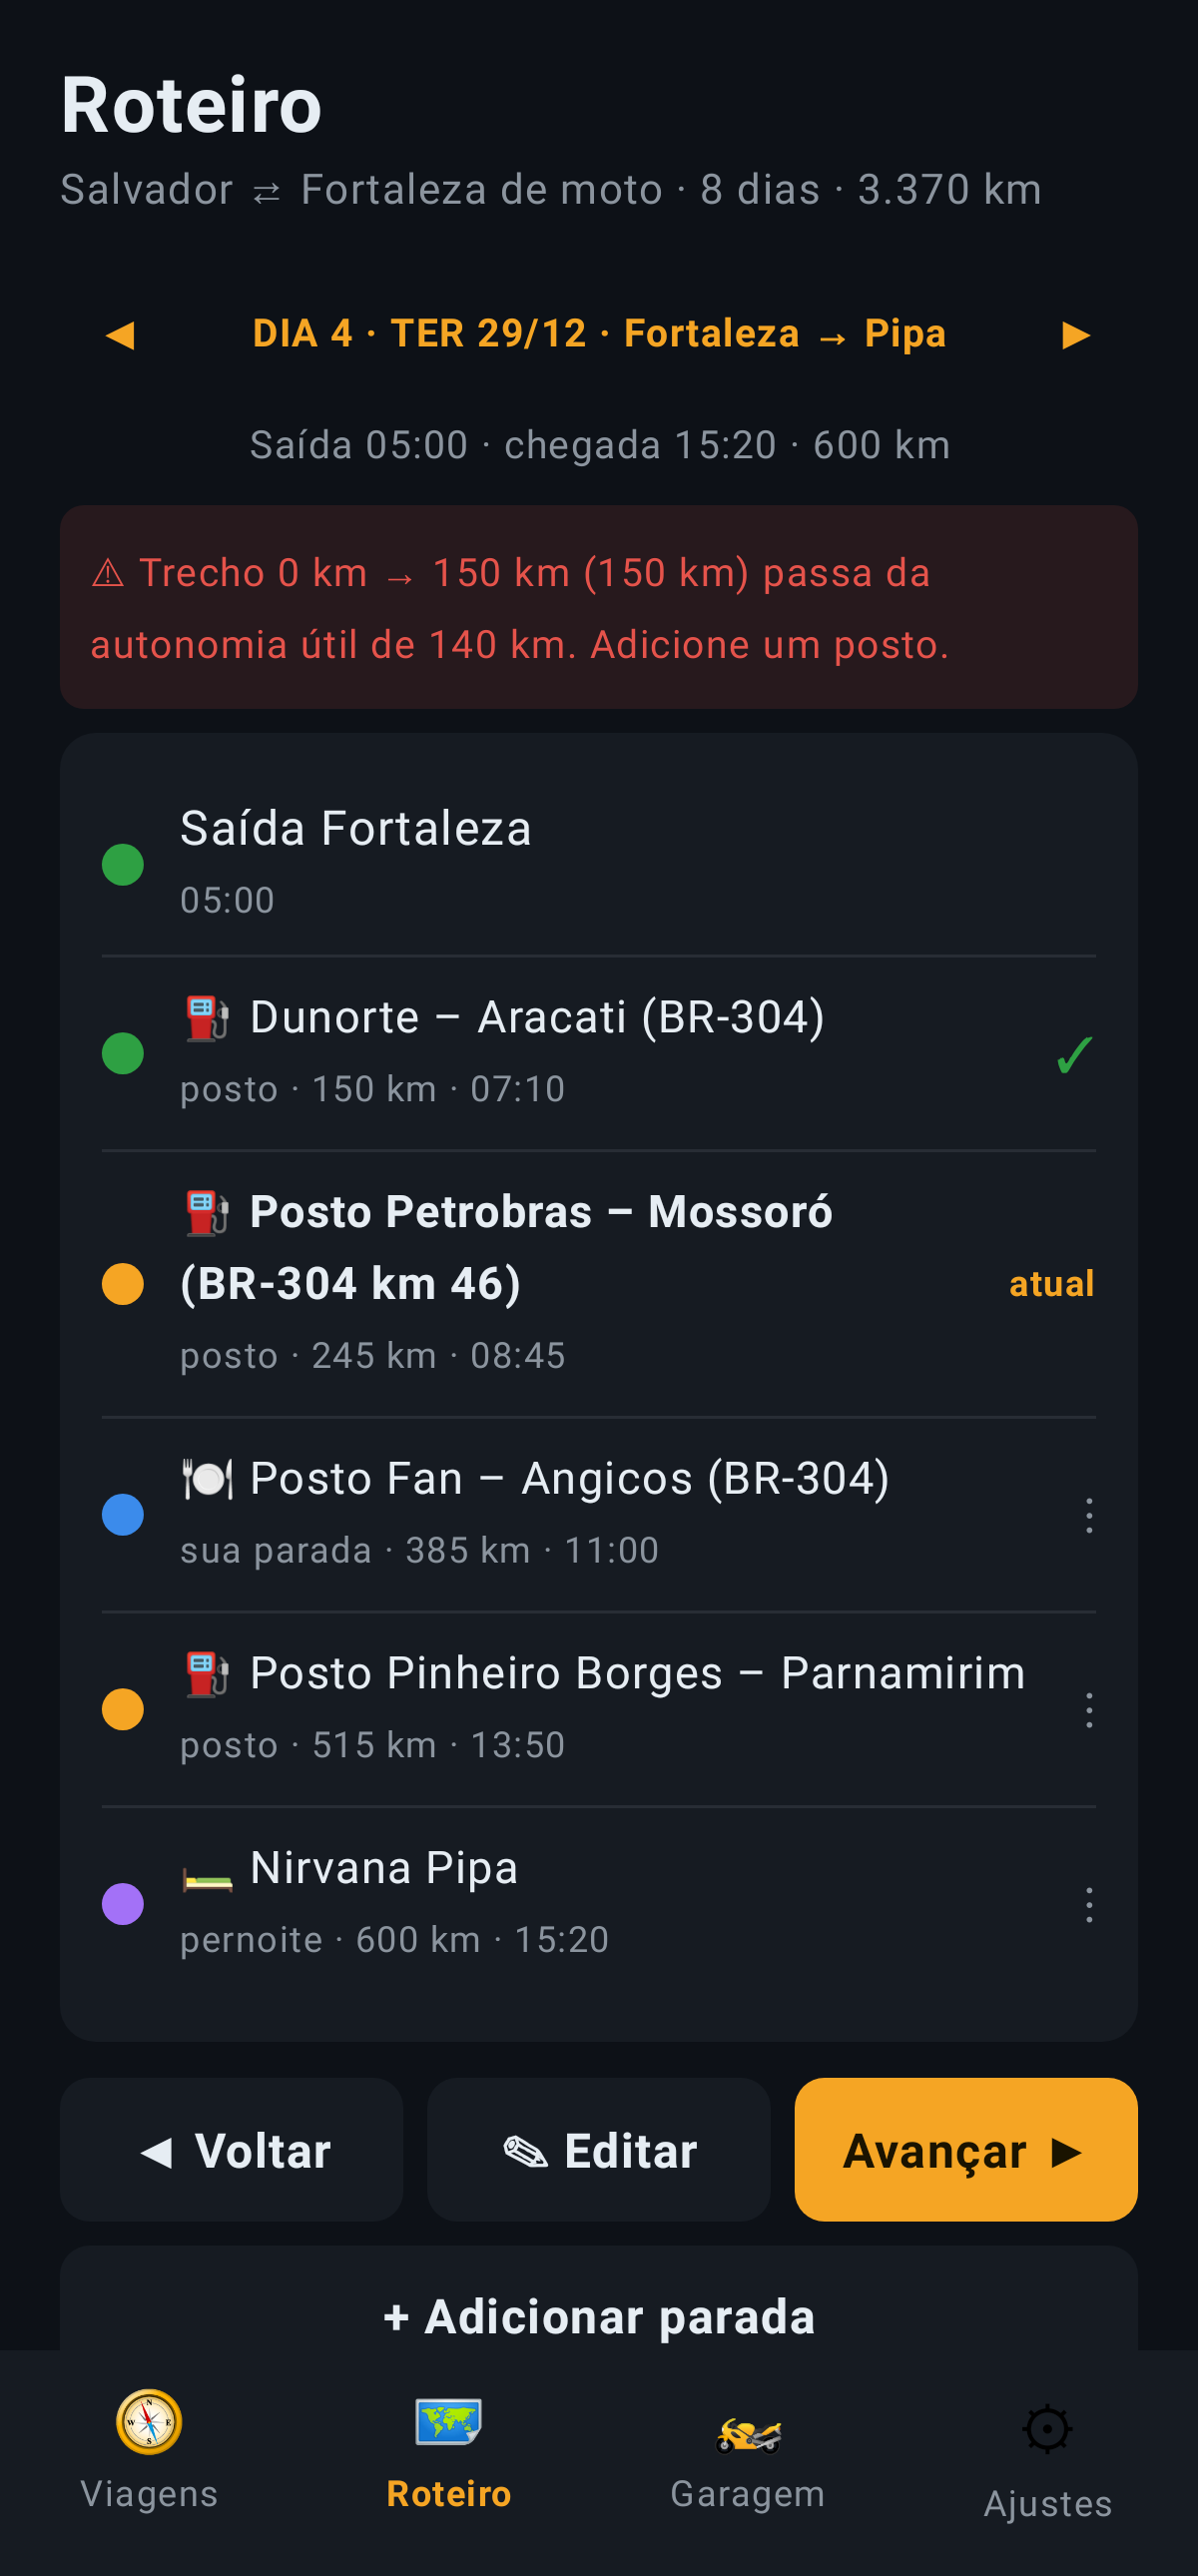 Roteiro
Salvador ⇄ Fortaleza de moto · 8 dias · 3.370 km
◀ DIA 4 · TER 29/12 · Fortaleza → Pipa ▶
Saída 05:00 · chegada 15:20 · 600 km
⚠ Trecho 0 km → 150 km (150 km) passa da
autonomia útil de 140 km. Adicione um posto.
Saída Fortaleza
05:00
⛽ Dunorte – Aracati (BR-304)
posto · 150 km · 07:10
✓
⛽ Posto Petrobras – Mossoró
(BR-304 km 46)
atual
posto · 245 km · 08:45
🍽️ Posto Fan – Angicos (BR-304)
sua parada · 385 km · 11:00
⋮
⛽ Posto Pinheiro Borges – Parnamirim
posto · 515 km · 13:50
⋮
🛏️ Nirvana Pipa
pernoite · 600 km · 15:20
⋮
◀ Voltar
✎ Editar
Avançar ▶
+ Adicionar parada
Viagens
Roteiro
Garagem
Ajustes